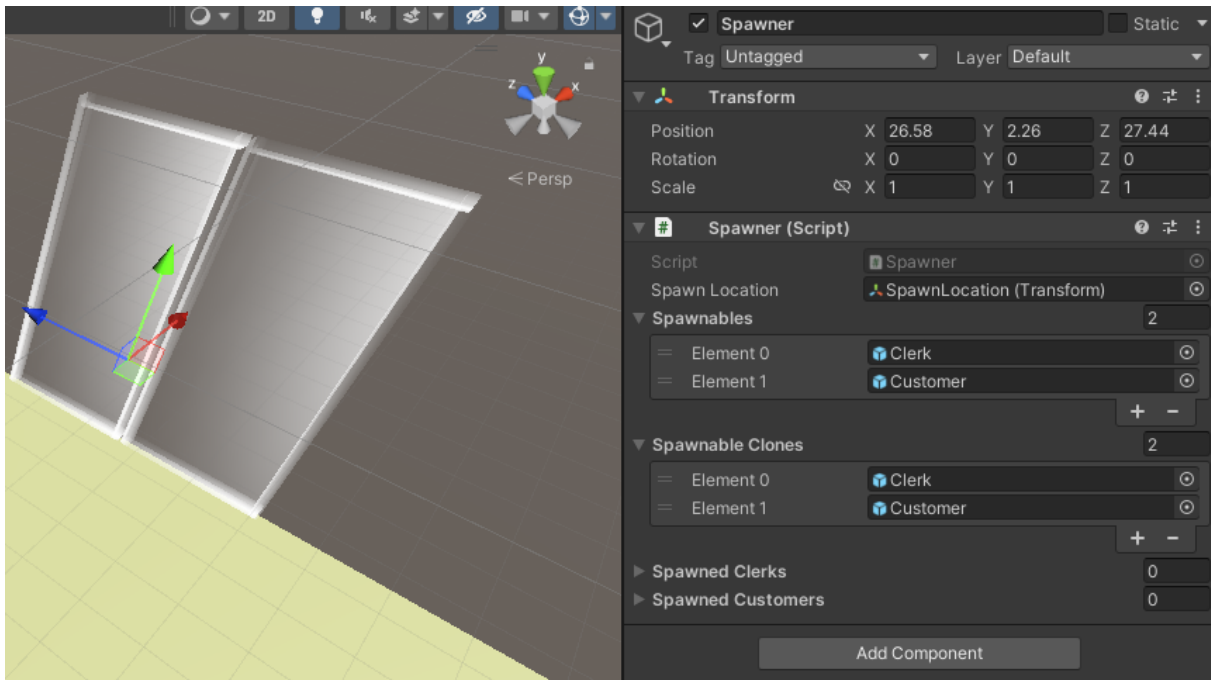 2D
y
z
x
Persp
Spawner
Static
Tag Untagged Layer Default
Transform
Position X 26.58 Y 2.26 Z 27.44
Rotation X 0 Y 0 Z 0
Scale X 1 Y 1 Z 1
# Spawner (Script)
Script Spawner
Spawn Location SpawnLocation (Transform)
Spawnables 2
Element 0 Clerk
Element 1 Customer
+ -
Spawnable Clones 2
Element 0 Clerk
Element 1 Customer
+ -
Spawned Clerks 0
Spawned Customers 0
Add Component